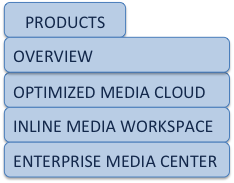 PRODUCTS
OVERVIEW
OPTIMIZED MEDIA CLOUD
INLINE MEDIA WORKSPACE
ENTERPRISE MEDIA CENTER